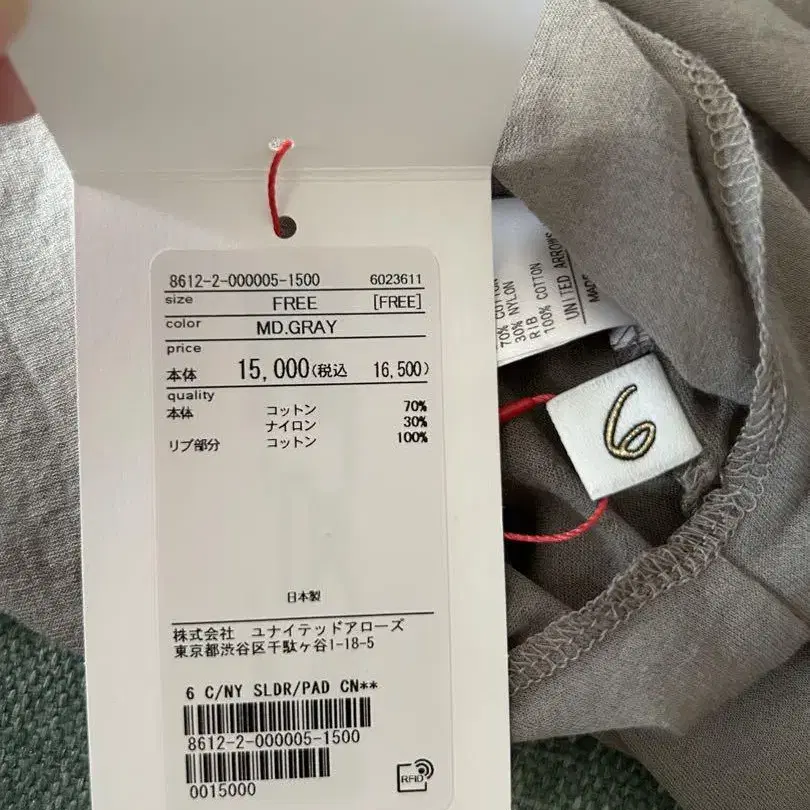 8612-2-000005-1500 6023611
size FREE [FREE]
color MD.GRAY
price
本体 15,000(税込 16,500)
quality
本体 コットン 70%
ナイロン 30%
リブ部分 コットン 100%
日本製
株式会社 ユナイテッドアローズ
東京都渋谷区千駄ヶ谷1-18-5
6 C/NY SLDR/PAD CN**
8612-2-000005-1500
0015000
RFID
70% COTTON
30% NYLON
RIB
100% COTTON
UNITED ARROWS
MADE
6